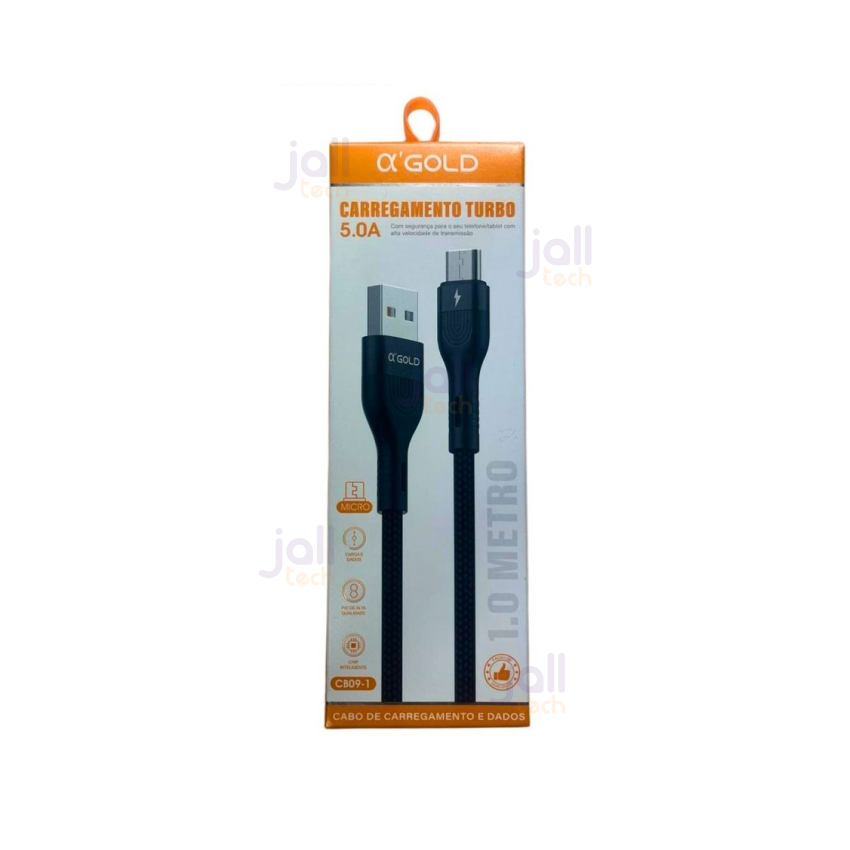 α'GOLD
CARREGAMENTO TURBO
5.0A
Com segurança para o seu telefone/tablet com
alta velocidade de transmissão
α'GOLD
1.0 METRO
MICRO
CARGA E
DADOS
8
FIO DE ALTA
QUALIDADE
CHIP
INTELIGENTE
CB09-1
CABO DE CARREGAMENTO E DADOS
jall
tech
jall
tech
jall
tech
jall
tech
jall
tech